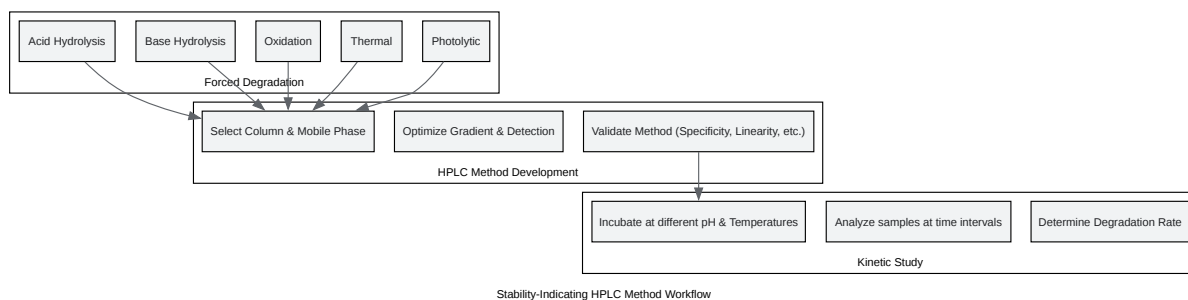 Acid Hydrolysis
Base Hydrolysis
Oxidation
Thermal
Photolytic
Forced Degradation
Select Column & Mobile Phase
Optimize Gradient & Detection
Validate Method (Specificity, Linearity, etc.)
HPLC Method Development
Incubate at different pH & Temperatures
Analyze samples at time intervals
Determine Degradation Rate
Kinetic Study
Stability-Indicating HPLC Method Workflow